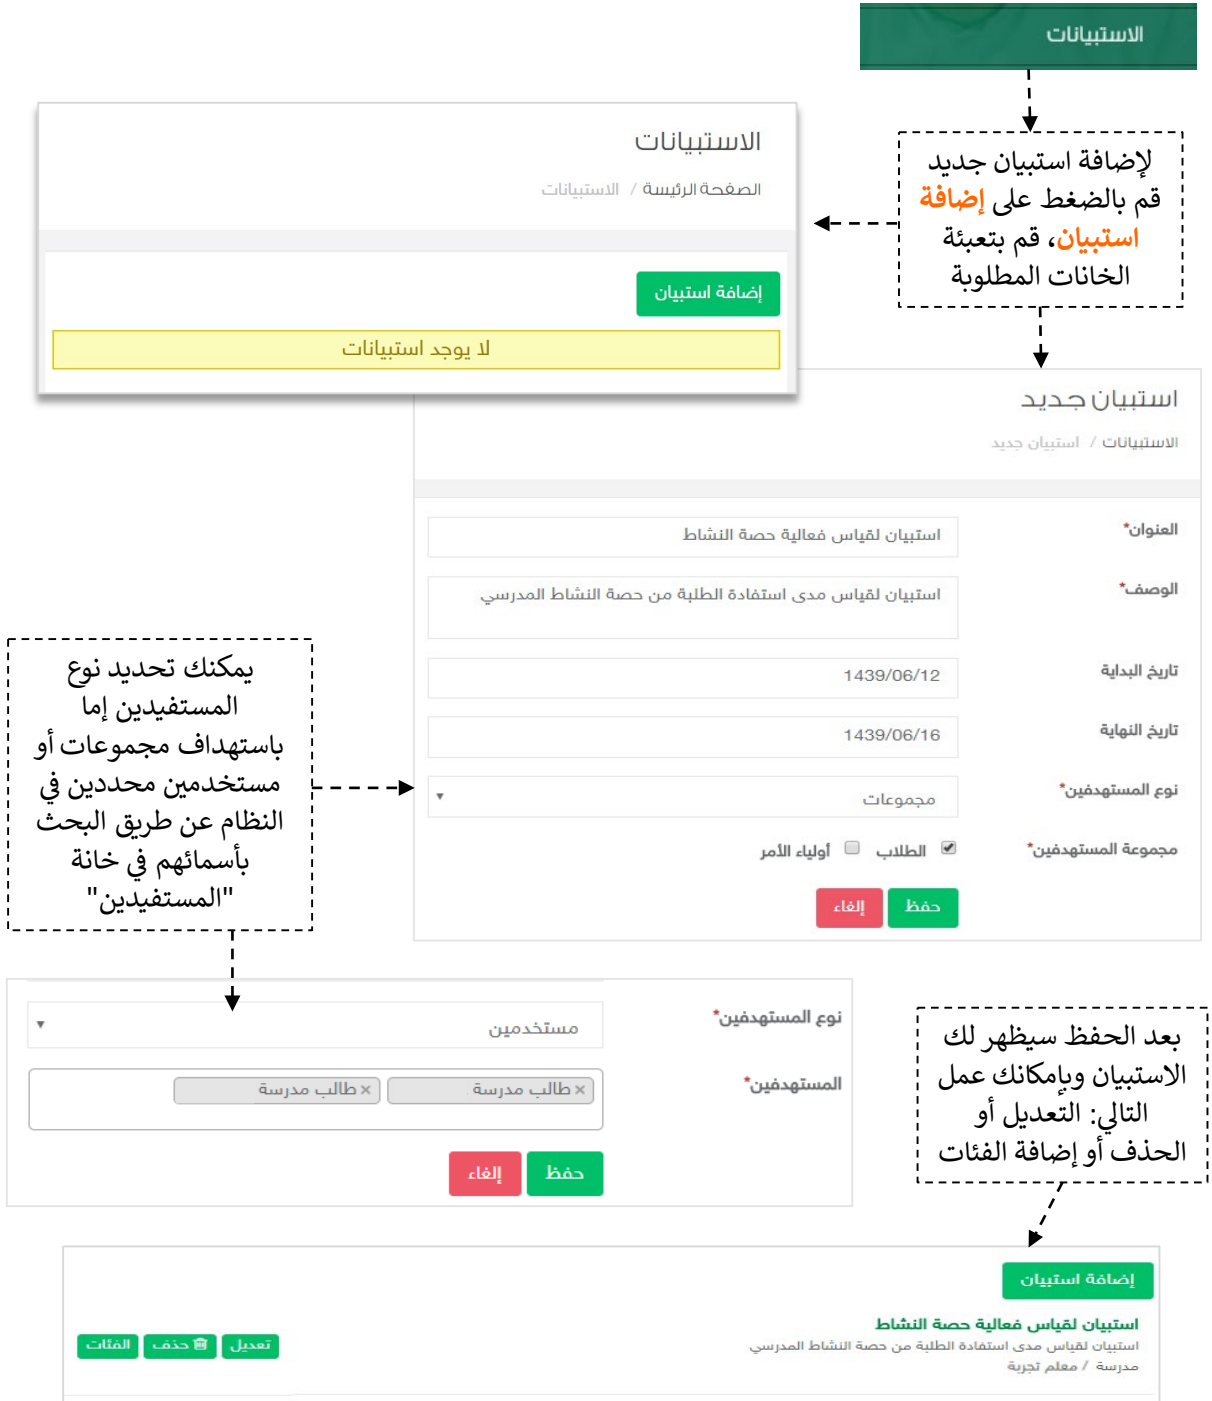 الاستبيانات
لإضافة استبيان جديد
قم بالضغط على إضافة
استبيان، قم بتعبئة
الخانات المطلوبة
الاستبيانات
الصفحة الرئيسة / الاستبيانات
إضافة استبيان
لا يوجد استبيانات
استبيان جديد
الاستبيانات / استبيان جديد
العنوان*
استبيان لقياس فعالية حصة النشاط
الوصف*
استبيان لقياس مدى استفادة الطلبة من حصة النشاط المدرسي
تاريخ البداية
1439/06/12
تاريخ النهاية
1439/06/16
نوع المستهدفين*
مجموعات
مجموعة المستهدفين*
الطلاب
أولياء الأمر
حفظ
إلغاء
يمكنك تحديد نوع
المستفيدين إما
باستهداف مجموعات أو
مستخدمين محددين في
النظام عن طريق البحث
بأسمائهم في خانة
"المستفيدين"
نوع المستهدفين*
مستخدمين
المستهدفين*
× طالب مدرسة
× طالب مدرسة
حفظ
إلغاء
بعد الحفظ سيظهر لك
الاستبيان وبإمكانك عمل
التالي: التعديل أو
الحذف أو إضافة الفئات
إضافة استبيان
استبيان لقياس فعالية حصة النشاط
استبيان لقياس مدى استفادة الطلبة من حصة النشاط المدرسي
مدرسة / معلم تجربة
تعديل
حذف
الفئات